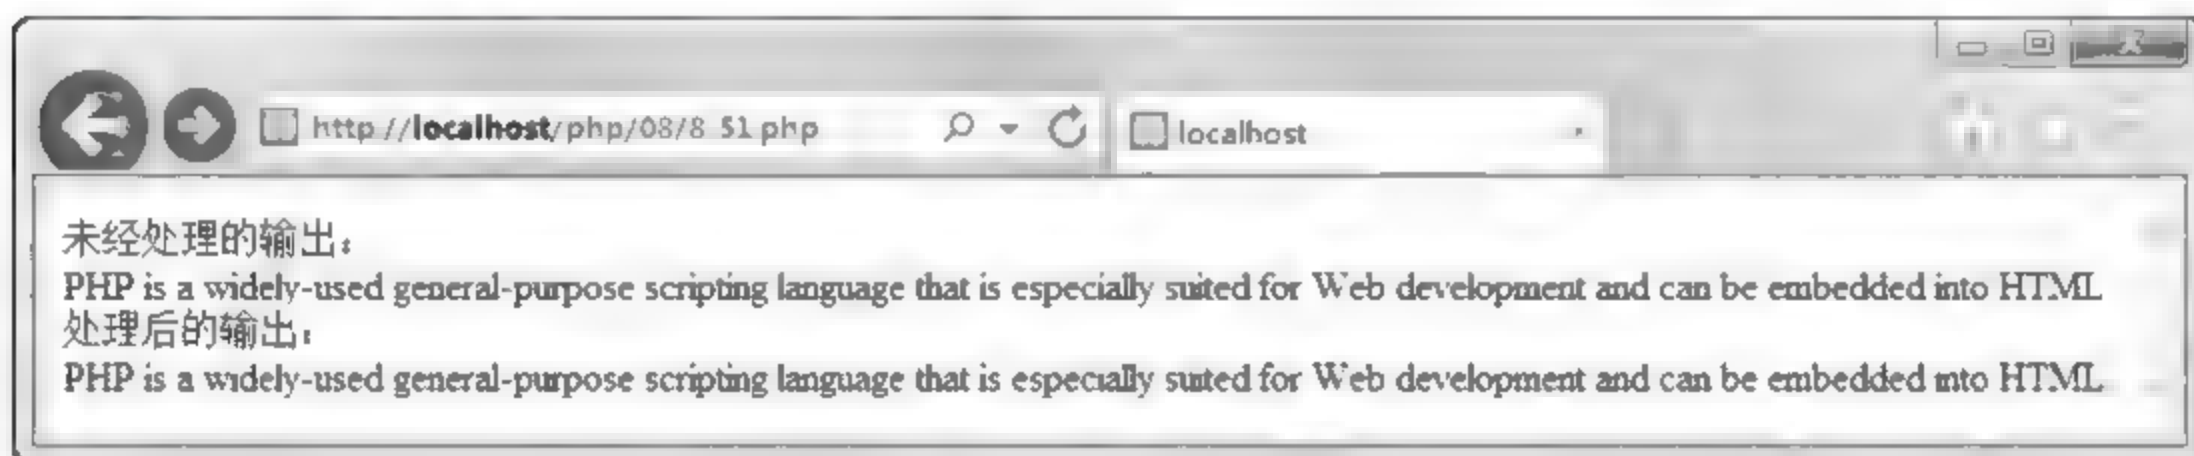 http://localhost/php/08/8 51 php
localhost
未经处理的输出：
PHP is a widely-used general-purpose scripting language that is especially suited for Web development and can be embedded into HTML
处理后的输出：
PHP is a widely-used general-purpose scripting language that is especially suited for Web development and can be embedded into HTML